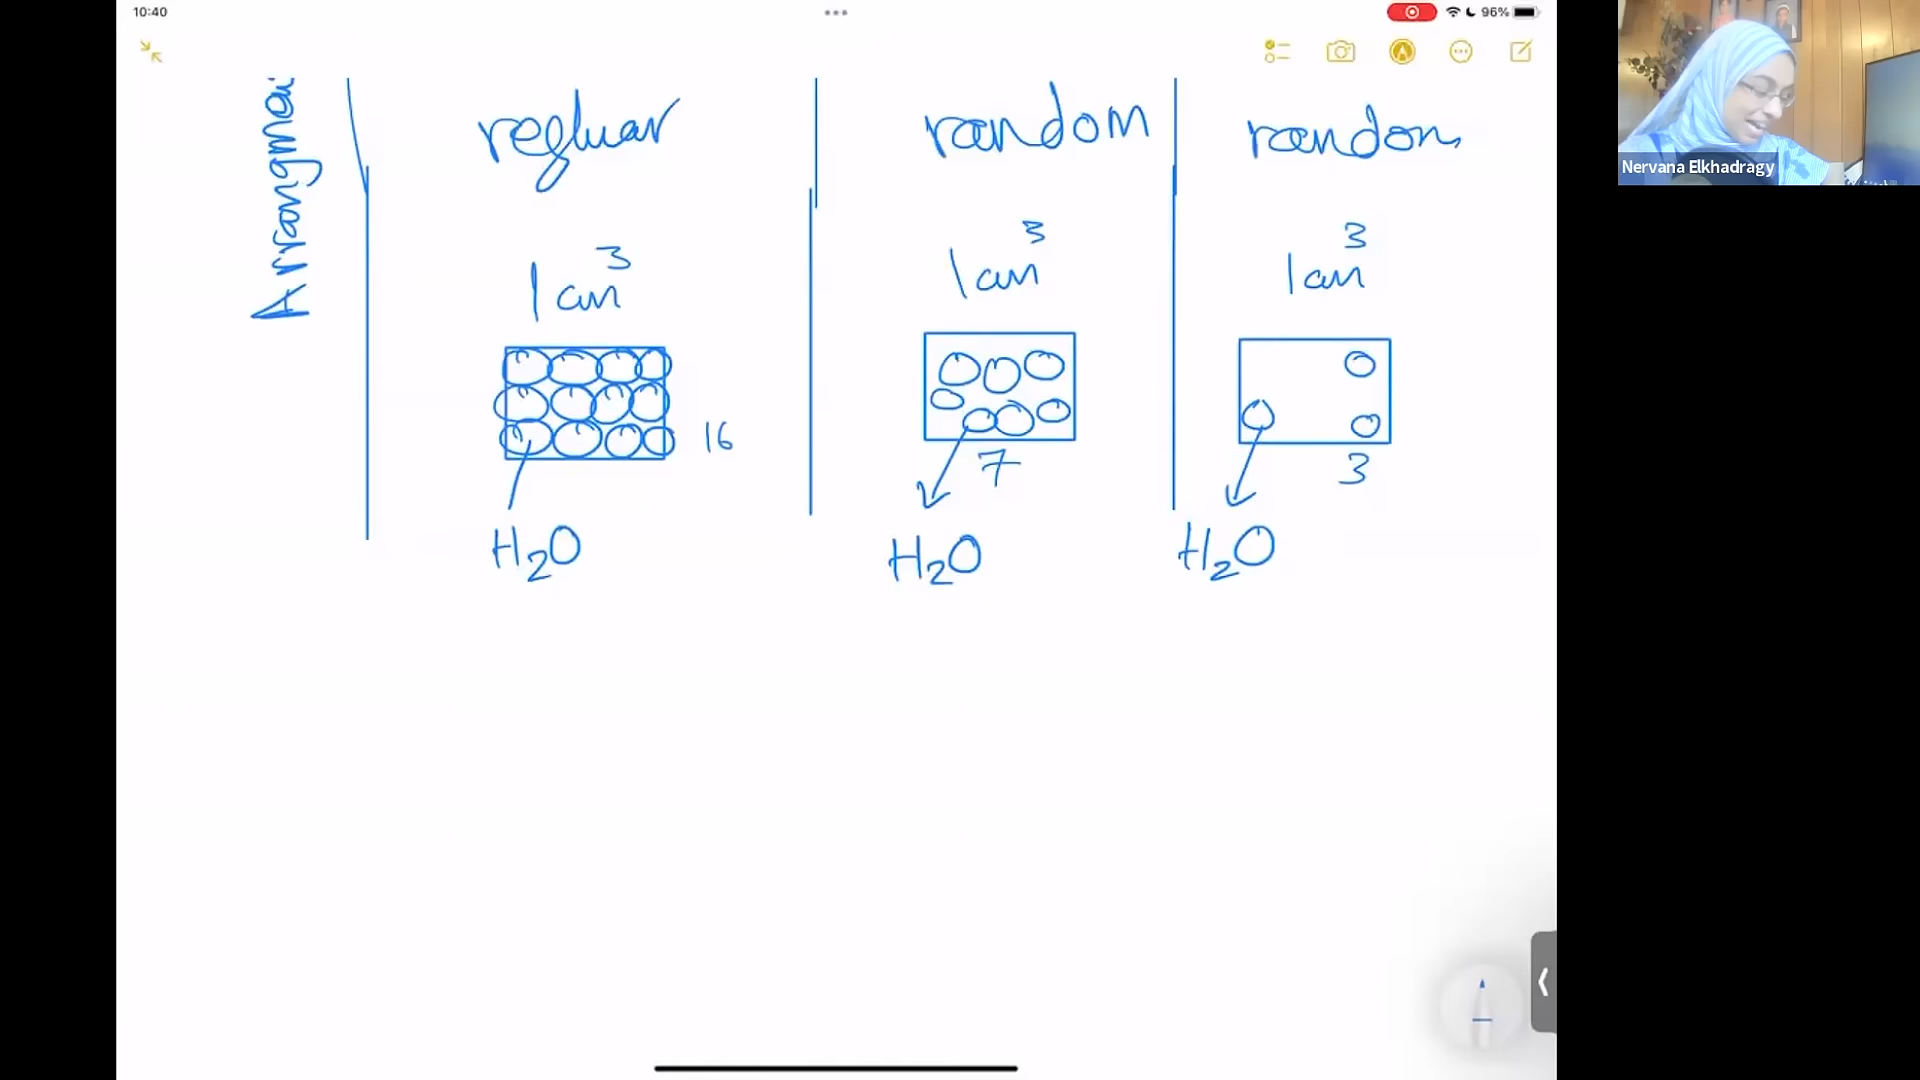 10:40
96%
Nervana Elkhadragy
Arrangmen
regluar
random
random
1 cm³
1 cm³
1 cm³
16
7
3
H₂O
H₂O
H₂O